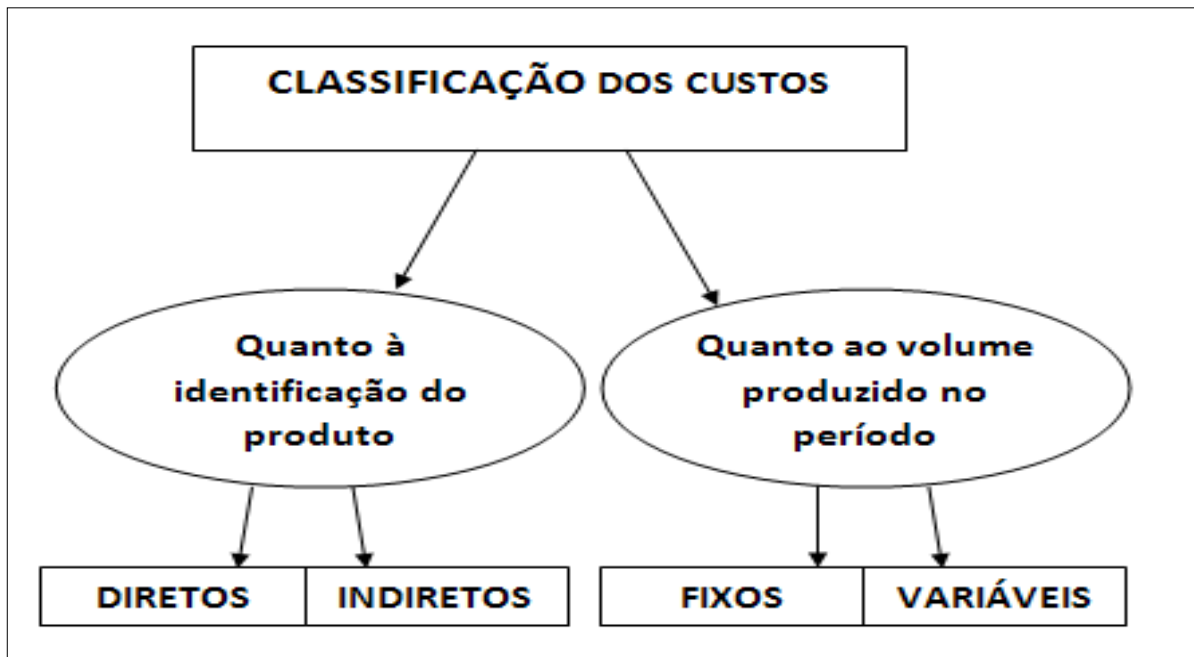 CLASSIFICAÇÃO DOS CUSTOS
Quanto à
identificação do
produto
Quanto ao volume
produzido no
período
DIRETOS
INDIRETOS
FIXOS
VARIÁVEIS